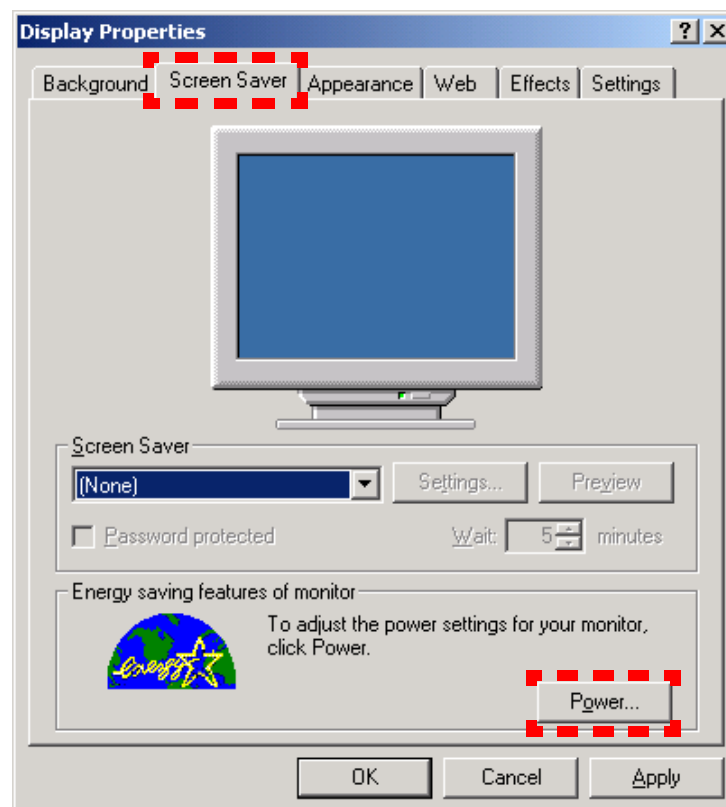 Display Properties
Background Screen Saver Appearance Web Effects Settings
Screen Saver
(None) Settings... Preview
Password protected Wait: 5 minutes
Energy saving features of monitor
To adjust the power settings for your monitor,
click Power.
energy
Power...
OK Cancel Apply